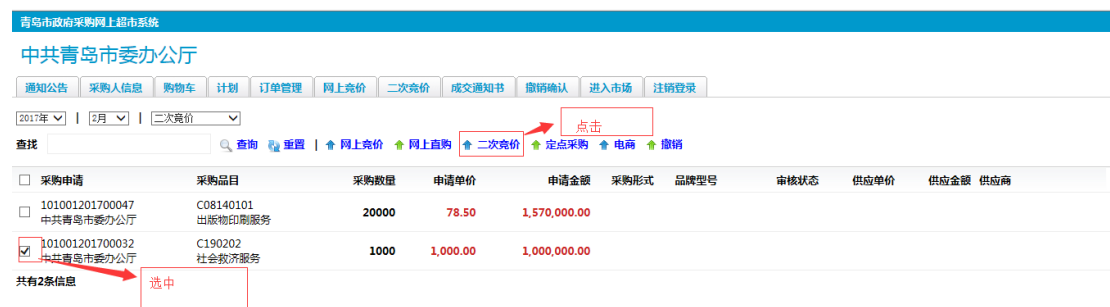 青岛市政府采购网上超市系统
中共青岛市委办公厅
通知公告 采购人信息 购物车 计划 订单管理 网上竞价 二次竞价 成交通知书 撤销确认 进入市场 注销登录
2017年 | 2月 | 二次竞价
点击
查找 查询 重置 | 网上竞价 网上直购 二次竞价 定点采购 电商 撤销
采购申请 采购品目 采购数量 申请单价 申请金额 采购形式 品牌型号 审核状态 供应单价 供应金额 供应商
101001201700047 C08140101
20000 78.50 1,570,000.00
中共青岛市委办公厅 出版物印刷服务
101001201700032 C190202
1000 1,000.00 1,000,000.00
中共青岛市委办公厅 社会救济服务
共有2条信息
选中